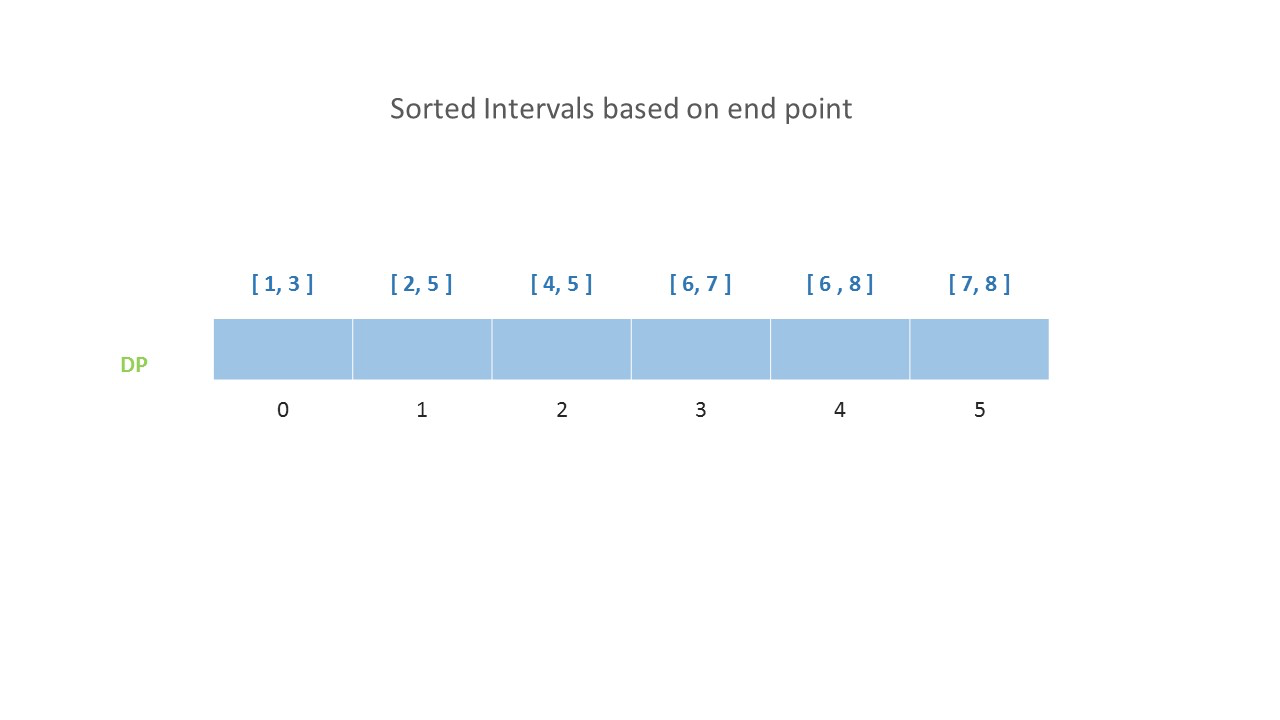 Sorted Intervals based on end point
[ 1, 3 ] [ 2, 5 ] [ 4, 5 ] [ 6, 7 ] [ 6 , 8 ] [ 7, 8 ]
DP
0 1 2 3 4 5